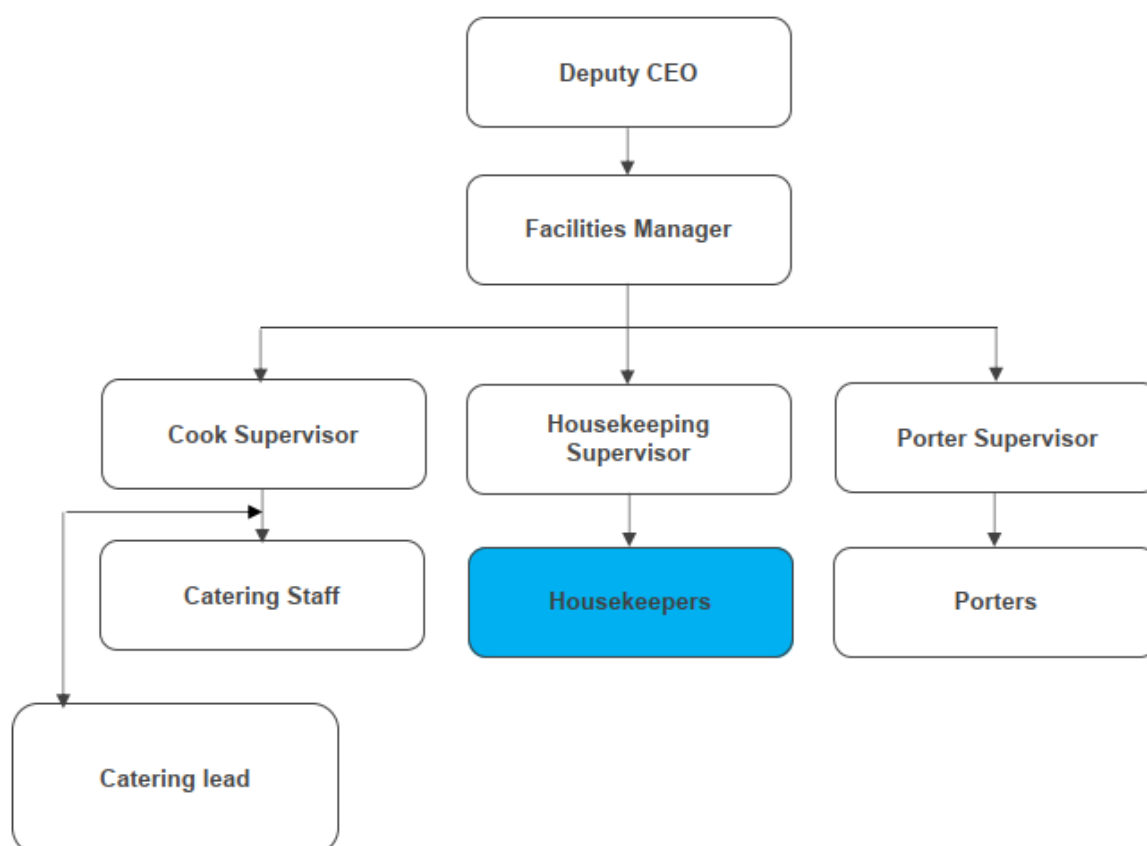 Deputy CEO
Facilities Manager
Cook Supervisor
Housekeeping
Supervisor
Porter Supervisor
Catering Staff
Housekeepers
Porters
Catering lead